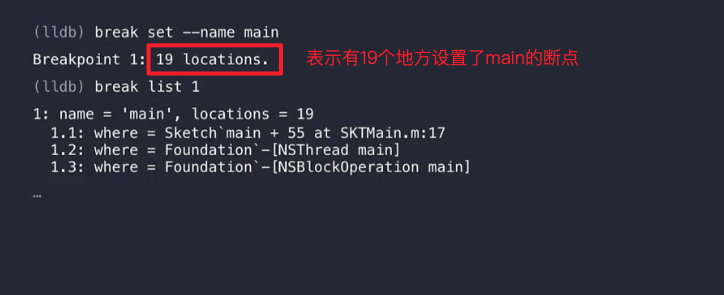 (lldb) break set --name main
Breakpoint 1: 19 locations. 表示有19个地方设置了main的断点
(lldb) break list 1
1: name = 'main', locations = 19
1.1: where = Sketch`main + 55 at SKTMain.m:17
1.2: where = Foundation`-[NSThread main]
1.3: where = Foundation`-[NSBlockOperation main]
…